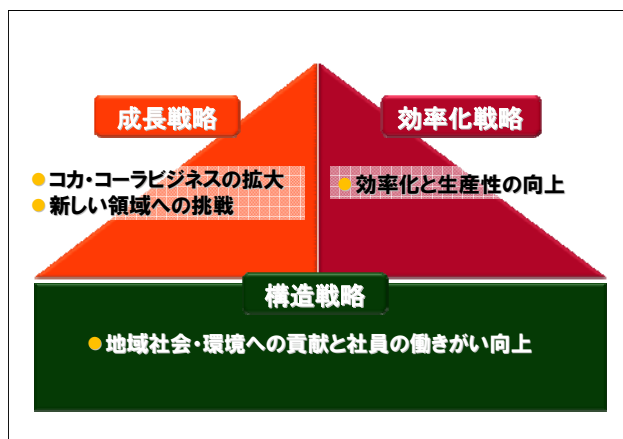 成長戦略
効率化戦略
●コカ・コーラビジネスの拡大
●新しい領域への挑戦
●効率化と生産性の向上
構造戦略
●地域社会・環境への貢献と社員の働きがい向上